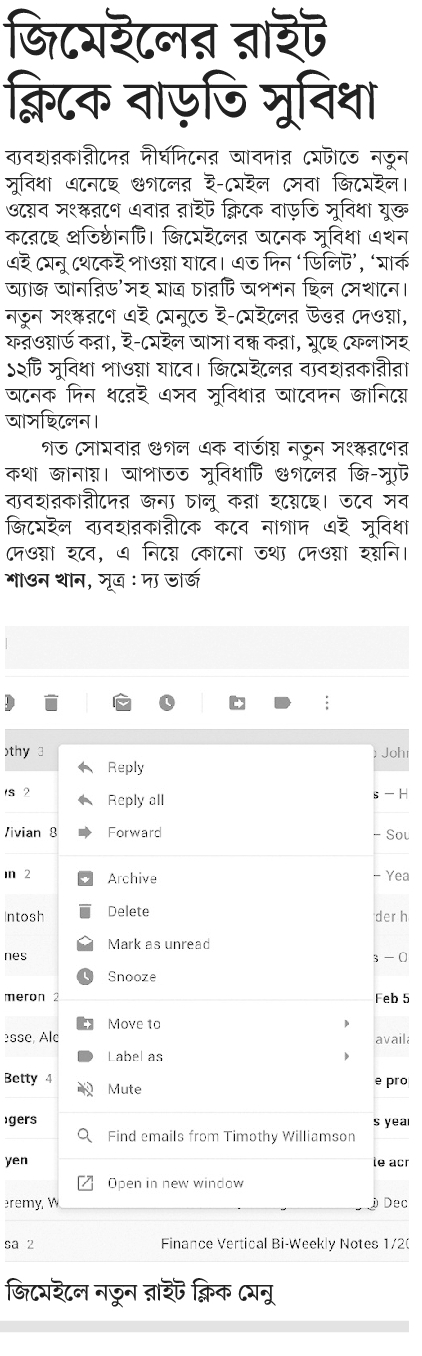 জিমেইলের রাইট
ক্লিকে বাড়তি সুবিধা
ব্যবহারকারীদের দীর্ঘদিনের আবদার মেটাতে নতুন
সুবিধা এনেছে গুগলের ই-মেইল সেবা জিমেইল।
ওয়েব সংস্করণে এবার রাইট ক্লিকে বাড়তি সুবিধা যুক্ত
করেছে প্রতিষ্ঠানটি। জিমেইলের অনেক সুবিধা এখন
এই মেনু থেকেই পাওয়া যাবে। এত দিন ‘ডিলিট’, ‘মার্ক
অ্যাজ আনরিড’সহ মাত্র চারটি অপশন ছিল সেখানে।
নতুন সংস্করণে এই মেনুতে ই-মেইলের উত্তর দেওয়া,
ফরওয়ার্ড করা, ই-মেইল আসা বন্ধ করা, মুছে ফেলাসহ
১২টি সুবিধা পাওয়া যাবে। জিমেইলের ব্যবহারকারীরা
অনেক দিন ধরেই এসব সুবিধার আবেদন জানিয়ে
আসছিলেন।
গত সোমবার গুগল এক বার্তায় নতুন সংস্করণের
কথা জানায়। আপাতত সুবিধাটি গুগলের জি-স্যুট
ব্যবহারকারীদের জন্য চালু করা হয়েছে। তবে সব
জিমেইল ব্যবহারকারীকে কবে নাগাদ এই সুবিধা
দেওয়া হবে, এ নিয়ে কোনো তথ্য দেওয়া হয়নি।
শাওন খান, সূত্র : দ্য ভার্জ
othy 3 : John
Reply
ys 2 Reply all s – H
Vivian 8 Forward – Sou
nn 2 Archive – Yea
Intosh Delete der h
nes Mark as unread s – O
Snooze
meron 2 Feb 5
Move to
esse, Ale availa
Label as
Betty 4 Mute e pro
ogers s year
Find emails from Timothy Williamson
yen te acr
Open in new window
eremy, W @ Dec
sa 2 Finance Vertical Bi-Weekly Notes 1/20
জিমেইলে নতুন রাইট ক্লিক মেনু